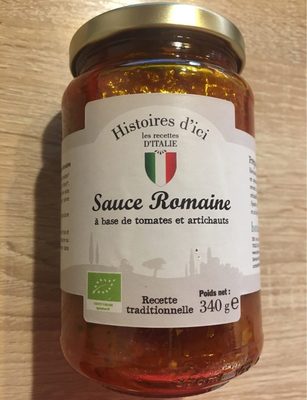 Histoires d'ici
les recettes
D'ITALIE
Sauce Romaine
à base de tomates et artichauts
Recette
traditionnelle
Poids net :
340 g e